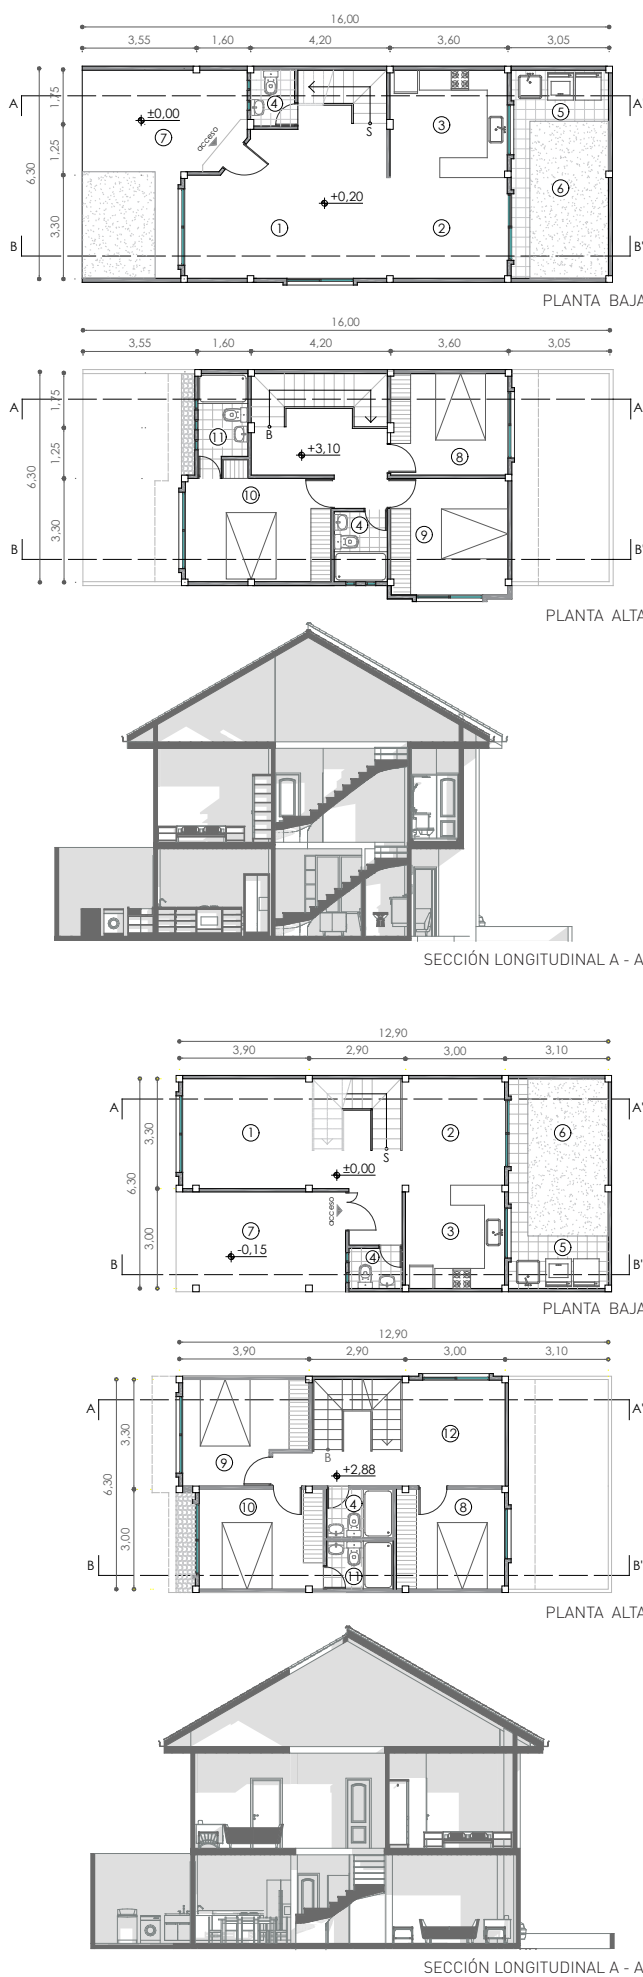 16,00
3,55 1,60 4,20 3,60 3,05
A A
1,75
4 5
±0,00 3
7 acceso S
1,25
6,30 6
+0,20
1 2
3,30
B B'
PLANTA BAJA
16,00
3,55 1,60 4,20 3,60 3,05
A A
1,75
11 B
+3,10 8
1,25
6,30
10 4 9
3,30
B B'
PLANTA ALTA
SECCIÓN LONGITUDINAL A - A
12,90
3,90 2,90 3,00 3,10
A A'
1 2 6
3,30
S
±0,00
6,30
acceso
7 3
-0,15 4 5
3,00
B B'
PLANTA BAJA
12,90
3,90 2,90 3,00 3,10
A A'
3,30
12
9 B
+2,88
6,30
10 4 8
3,00
B 11 B'
PLANTA ALTA
SECCIÓN LONGITUDINAL A - A